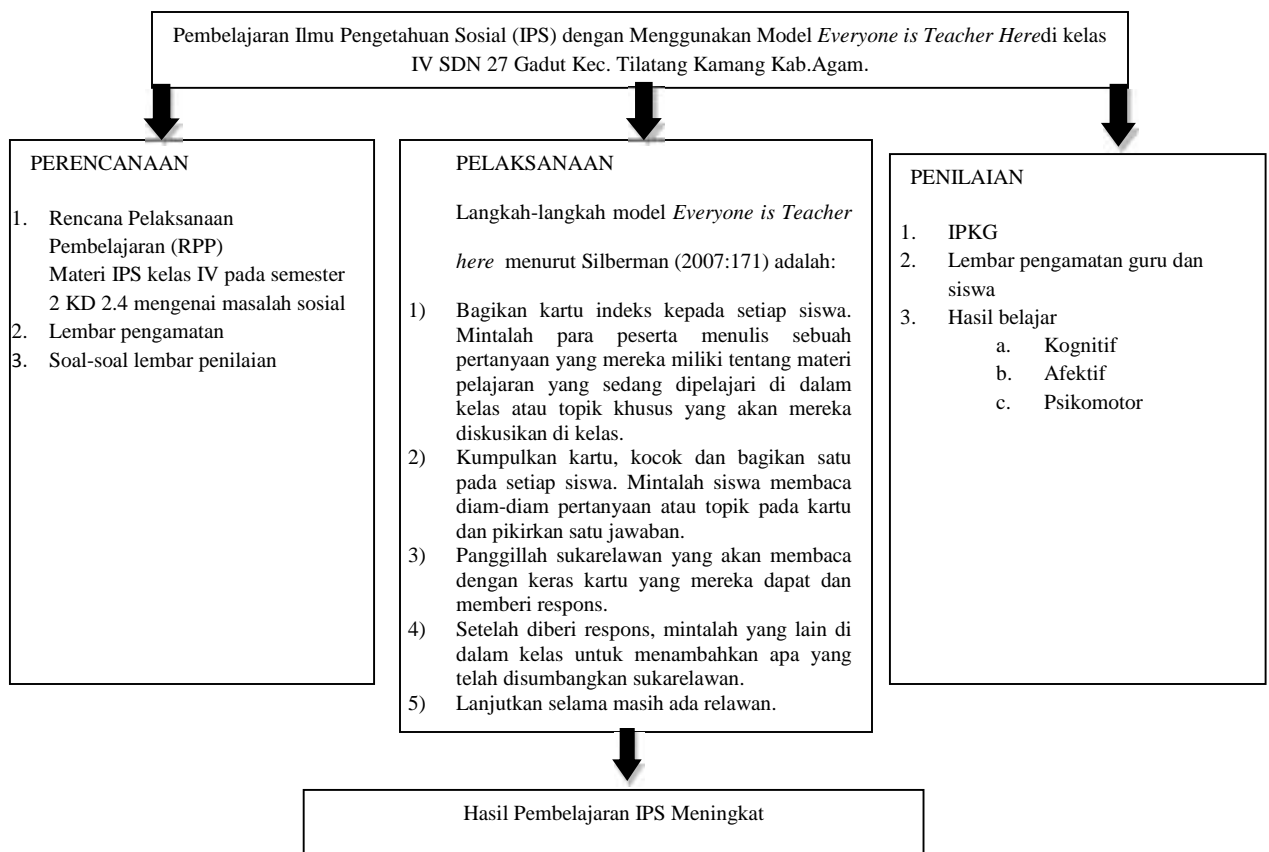 Pembelajaran Ilmu Pengetahuan Sosial (IPS) dengan Menggunakan Model Everyone is Teacher Heredi kelas
IV SDN 27 Gadut Kec. Tilatang Kamang Kab.Agam.
PERENCANAAN
1. Rencana Pelaksanaan
Pembelajaran (RPP)
Materi IPS kelas IV pada semester
2 KD 2.4 mengenai masalah sosial
2. Lembar pengamatan
3. Soal-soal lembar penilaian
PELAKSANAAN
Langkah-langkah model Everyone is Teacher
here menurut Silberman (2007:171) adalah:
1) Bagikan kartu indeks kepada setiap siswa.
Mintalah para peserta menulis sebuah
pertanyaan yang mereka miliki tentang materi
pelajaran yang sedang dipelajari di dalam
kelas atau topik khusus yang akan mereka
diskusikan di kelas.
2) Kumpulkan kartu, kocok dan bagikan satu
pada setiap siswa. Mintalah siswa membaca
diam-diam pertanyaan atau topik pada kartu
dan pikirkan satu jawaban.
3) Panggillah sukarelawan yang akan membaca
dengan keras kartu yang mereka dapat dan
memberi respons.
4) Setelah diberi respons, mintalah yang lain di
dalam kelas untuk menambahkan apa yang
telah disumbangkan sukarelawan.
5) Lanjutkan selama masih ada relawan.
PENILAIAN
1. IPKG
2. Lembar pengamatan guru dan
siswa
3. Hasil belajar
a. Kognitif
b. Afektif
c. Psikomotor
Hasil Pembelajaran IPS Meningkat